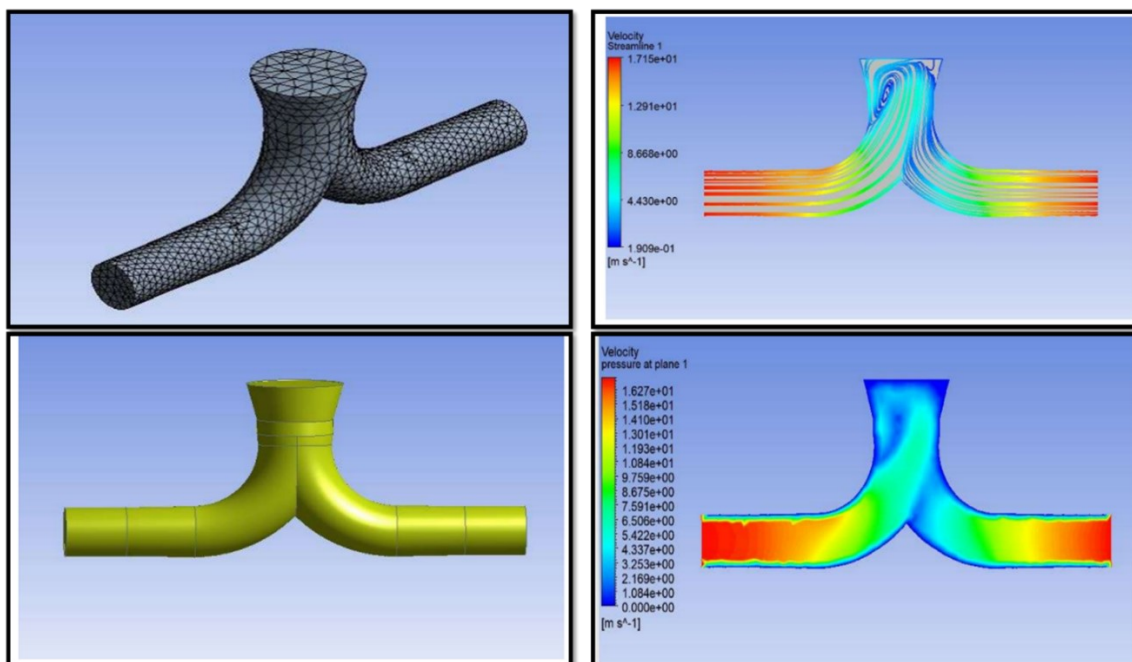 Velocity
Streamline 1
1.715e+01
1.291e+01
8.668e+00
4.430e+00
1.909e-01
[m s^-1]
Velocity
pressure at plane 1
1.627e+01
1.518e+01
1.410e+01
1.301e+01
1.193e+01
1.084e+01
9.759e+00
8.675e+00
7.591e+00
6.506e+00
5.422e+00
4.337e+00
3.253e+00
2.169e+00
1.084e+00
0.000e+00
[m s^-1]